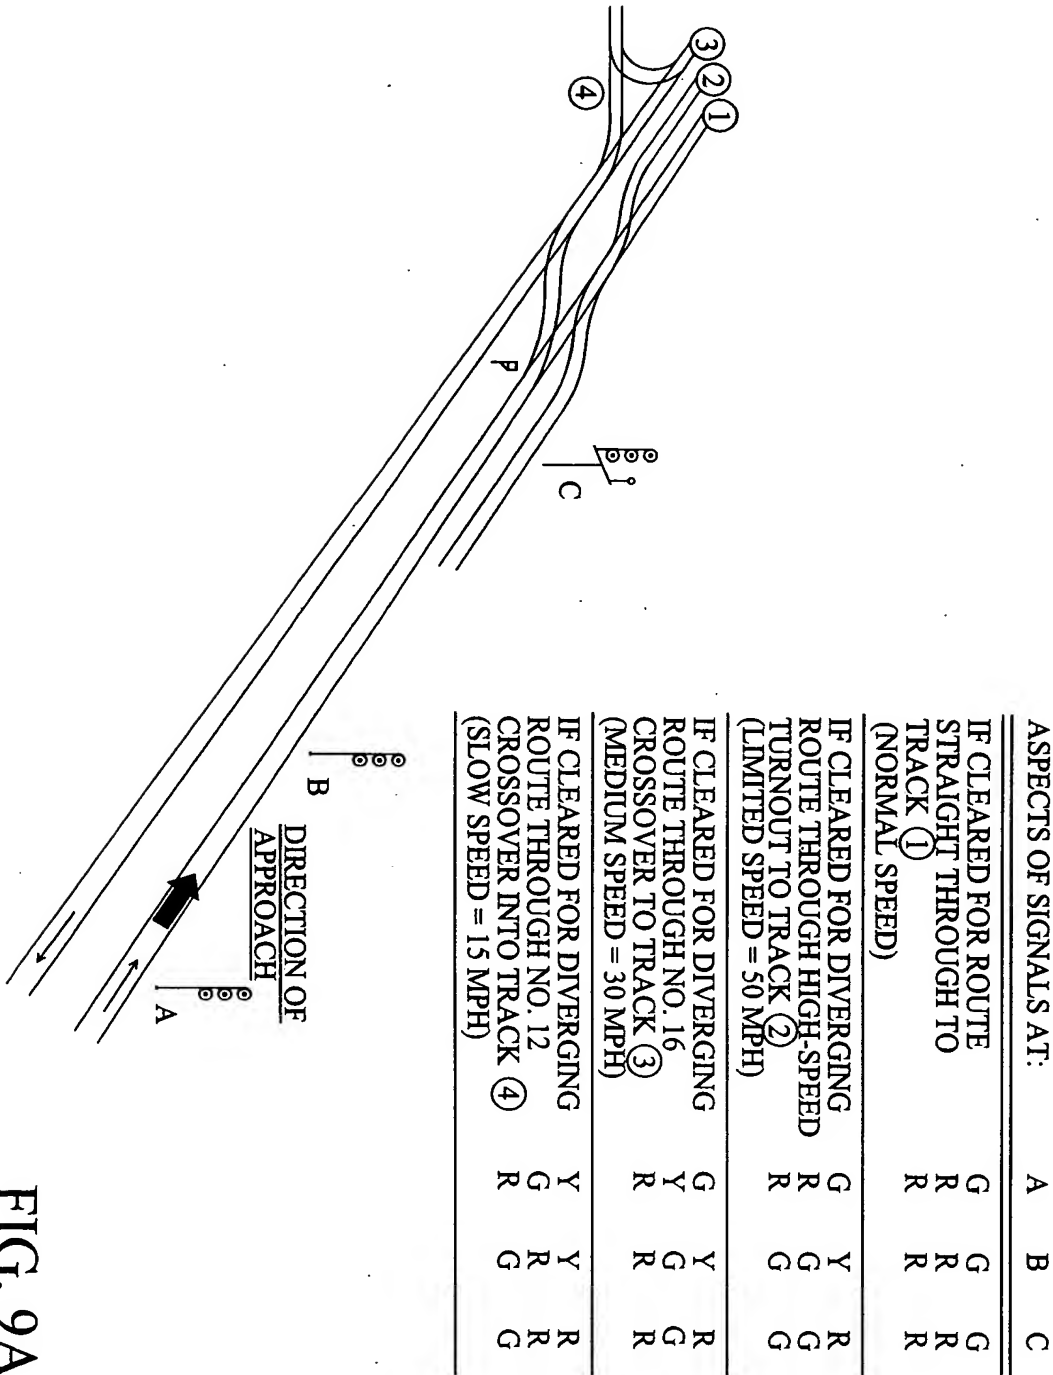 ASPECTS OF SIGNALS AT: A B C
IF CLEARED FOR ROUTE G G G
STRAIGHT THROUGH TO R R R
TRACK ① R R R
(NORMAL SPEED)
IF CLEARED FOR DIVERGING G Y R
ROUTE THROUGH HIGH-SPEED R G G
TURNOUT TO TRACK ② R G G
(LIMITED SPEED = 50 MPH)
IF CLEARED FOR DIVERGING G Y R
ROUTE THROUGH NO. 16 Y G G
CROSSOVER TO TRACK ③ R R R
(MEDIUM SPEED = 30 MPH)
IF CLEARED FOR DIVERGING Y Y R
ROUTE THROUGH NO. 12 G R R
CROSSOVER INTO TRACK ④ R G G
(SLOW SPEED = 15 MPH)
①
②
③
④
C
B
A
DIRECTION OF
APPROACH
FIG. 9A